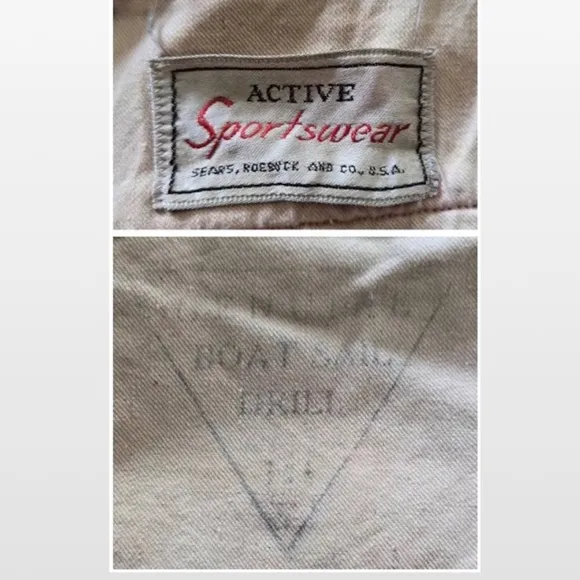 ACTIVE
Sportswear
SEARS, ROEBUCK AND CO., U.S.A.
BOAT SAIL
DRILL